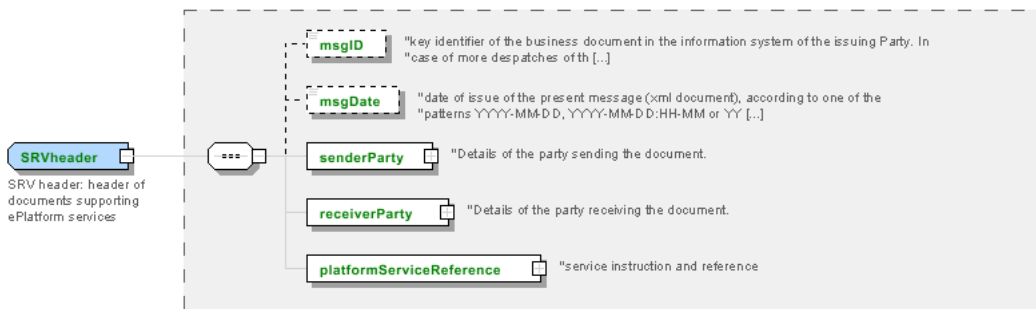 msgID
"key identifier of the business document in the information system of the issuing Party. In
"case of more despatches of th [...]
msgDate
"date of issue of the present message (xml document), according to one of the
"patterns YYYY-MM-DD, YYYY-MM-DD:HH-MM or YY [...]
SRVheader
SRV header: header of
documents supporting
ePlatform services
senderParty
"Details of the party sending the document.
receiverParty
"Details of the party receiving the document.
platformServiceReference
"service instruction and reference